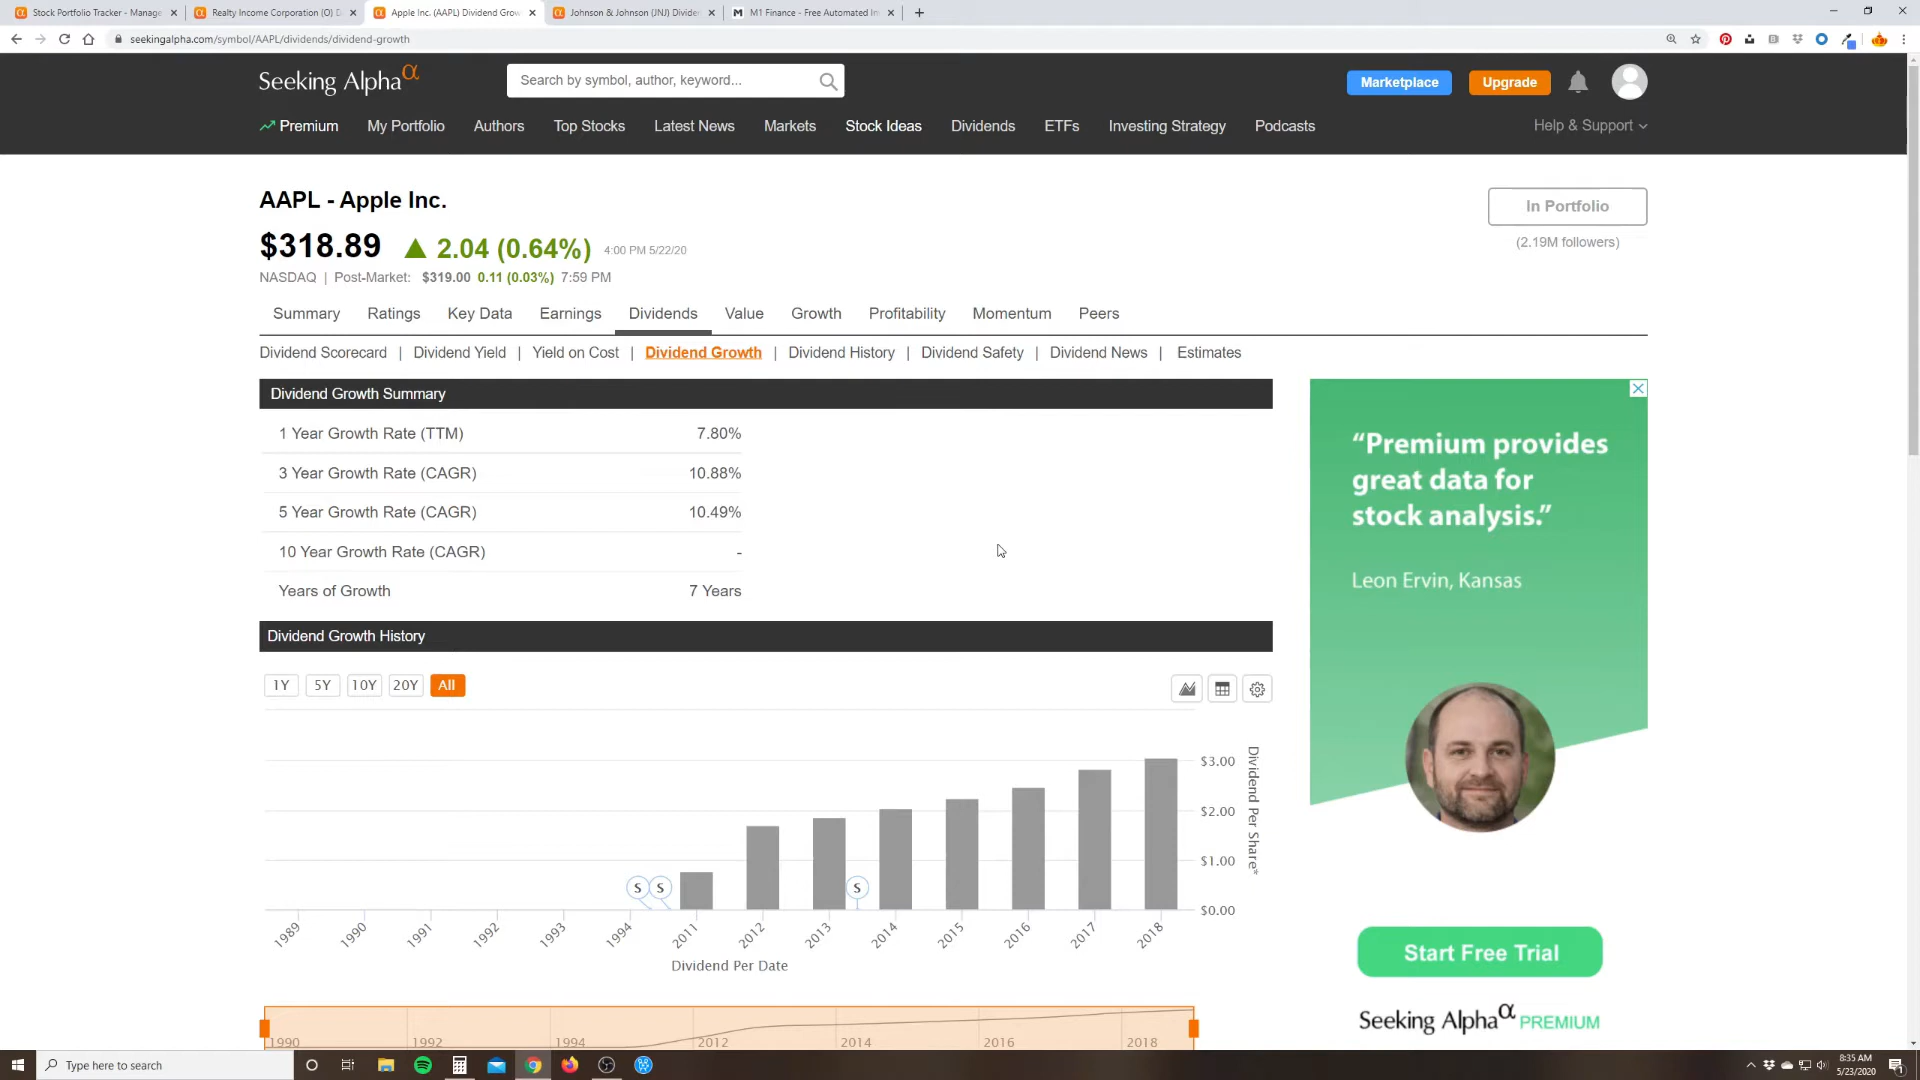 Stock Portfolio Tracker - Manage
Realty Income Corporation (O) D
Apple Inc. (AAPL) Dividend Grow
Johnson & Johnson (JNJ) Divide
M1 Finance - Free Automated In
seekingalpha.com/symbol/AAPL/dividends/dividend-growth
Seeking Alpha α
Search by symbol, author, keyword...
Marketplace
Upgrade
Premium
My Portfolio
Authors
Top Stocks
Latest News
Markets
Stock Ideas
Dividends
ETFs
Investing Strategy
Podcasts
Help & Support
AAPL - Apple Inc.
In Portfolio
$318.89 ▲ 2.04 (0.64%) 4:00 PM 5/22/20
(2.19M followers)
NASDAQ | Post-Market: $319.00 0.11 (0.03%) 7:59 PM
Summary
Ratings
Key Data
Earnings
Dividends
Value
Growth
Profitability
Momentum
Peers
Dividend Scorecard | Dividend Yield | Yield on Cost | Dividend Growth | Dividend History | Dividend Safety | Dividend News | Estimates
Dividend Growth Summary
1 Year Growth Rate (TTM) 7.80%
3 Year Growth Rate (CAGR) 10.88%
5 Year Growth Rate (CAGR) 10.49%
10 Year Growth Rate (CAGR) -
Years of Growth 7 Years
Dividend Growth History
1Y 5Y 10Y 20Y All
$3.00
$2.00
$1.00
$0.00
Dividend Per Share*
S S S
1989 1990 1991 1992 1993 1994 2011 2012 2013 2014 2015 2016 2017 2018
Dividend Per Date
1990 1992 1994 2012 2014 2016 2018
“Premium provides
great data for
stock analysis.”
Leon Ervin, Kansas
Start Free Trial
Seeking Alpha α PREMIUM
Type here to search
8:35 AM
5/23/2020